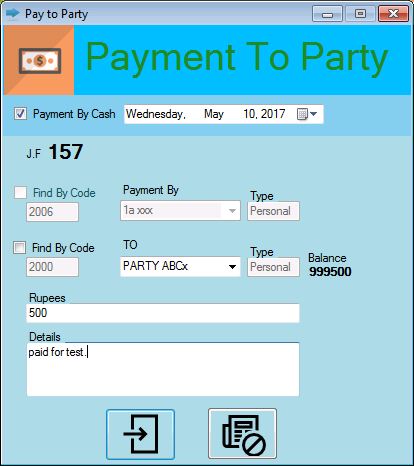 Pay to Party
Payment To Party
Payment By Cash Wednesday, May 10, 2017
J.F 157
Find By Code Payment By Type
2006 1a xxx Personal
Find By Code TO Type Balance
2000 PARTY ABCx Personal 999500
Rupees
500
Details
paid for test.